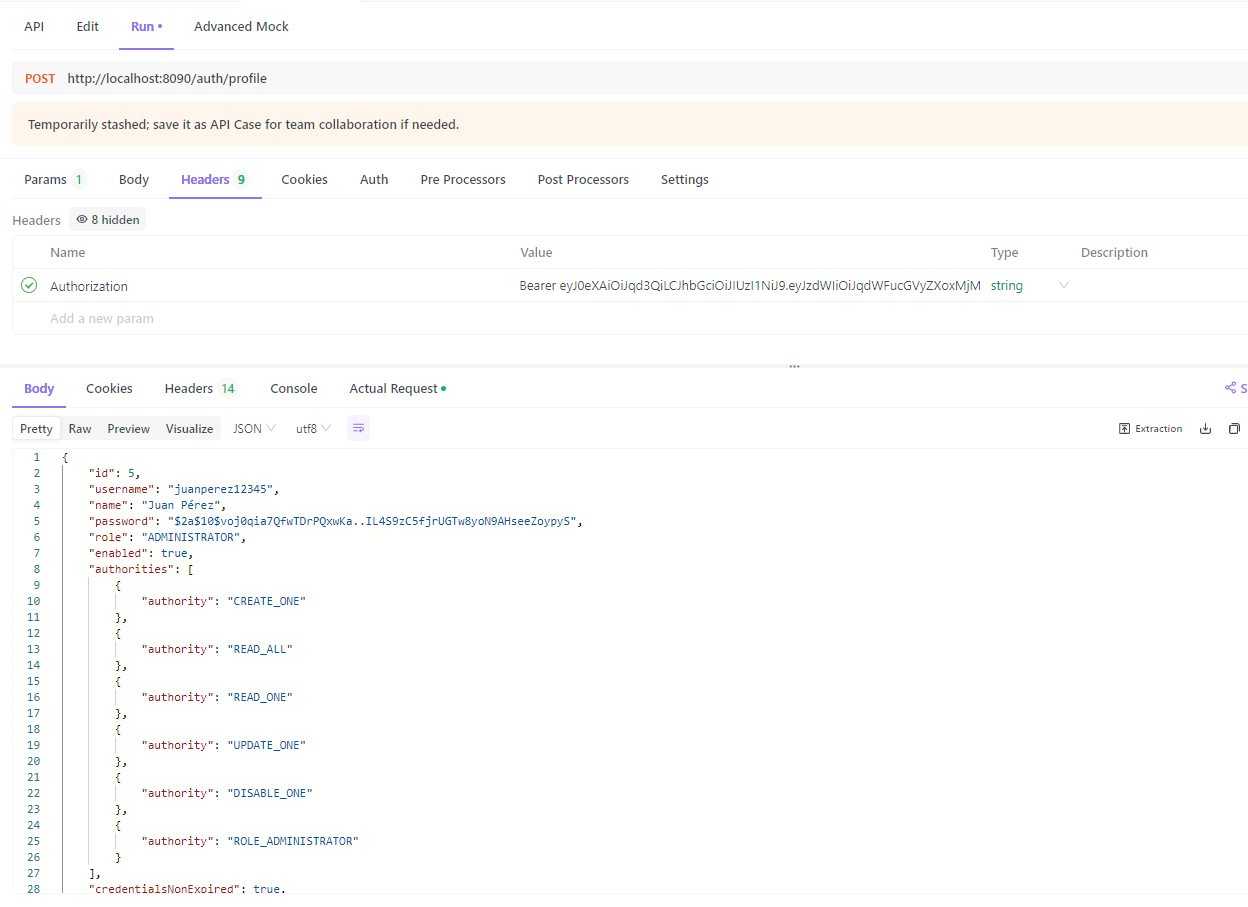 API Edit Run • Advanced Mock
POST http://localhost:8090/auth/profile
Temporarily stashed; save it as API Case for team collaboration if needed.
Params 1 Body Headers 9 Cookies Auth Pre Processors Post Processors Settings
Headers 8 hidden
Name Value Type Description
Authorization Bearer eyJ0eXAiOiJqd3QiLCJhbGciOiJIUzI1NiJ9.eyJzdWIiOiJqdWFucGVyZXoxMjM string
Add a new param
Body Cookies Headers 14 Console Actual Request • S
Pretty Raw Preview Visualize JSON utf8 Extraction
1 {
2 "id": 5,
3 "username": "juanperez12345",
4 "name": "Juan Pérez",
5 "password": "$2a$10$voj0qia7QfwTDrPQxwKa..IL4S9zC5fjrUGTw8yoN9AHseeZoypyS",
6 "role": "ADMINISTRATOR",
7 "enabled": true,
8 "authorities": [
9 {
10 "authority": "CREATE_ONE"
11 },
12 {
13 "authority": "READ_ALL"
14 },
15 {
16 "authority": "READ_ONE"
17 },
18 {
19 "authority": "UPDATE_ONE"
20 },
21 {
22 "authority": "DISABLE_ONE"
23 },
24 {
25 "authority": "ROLE_ADMINISTRATOR"
26 }
27 ],
28 "credentialsNonExpired": true,